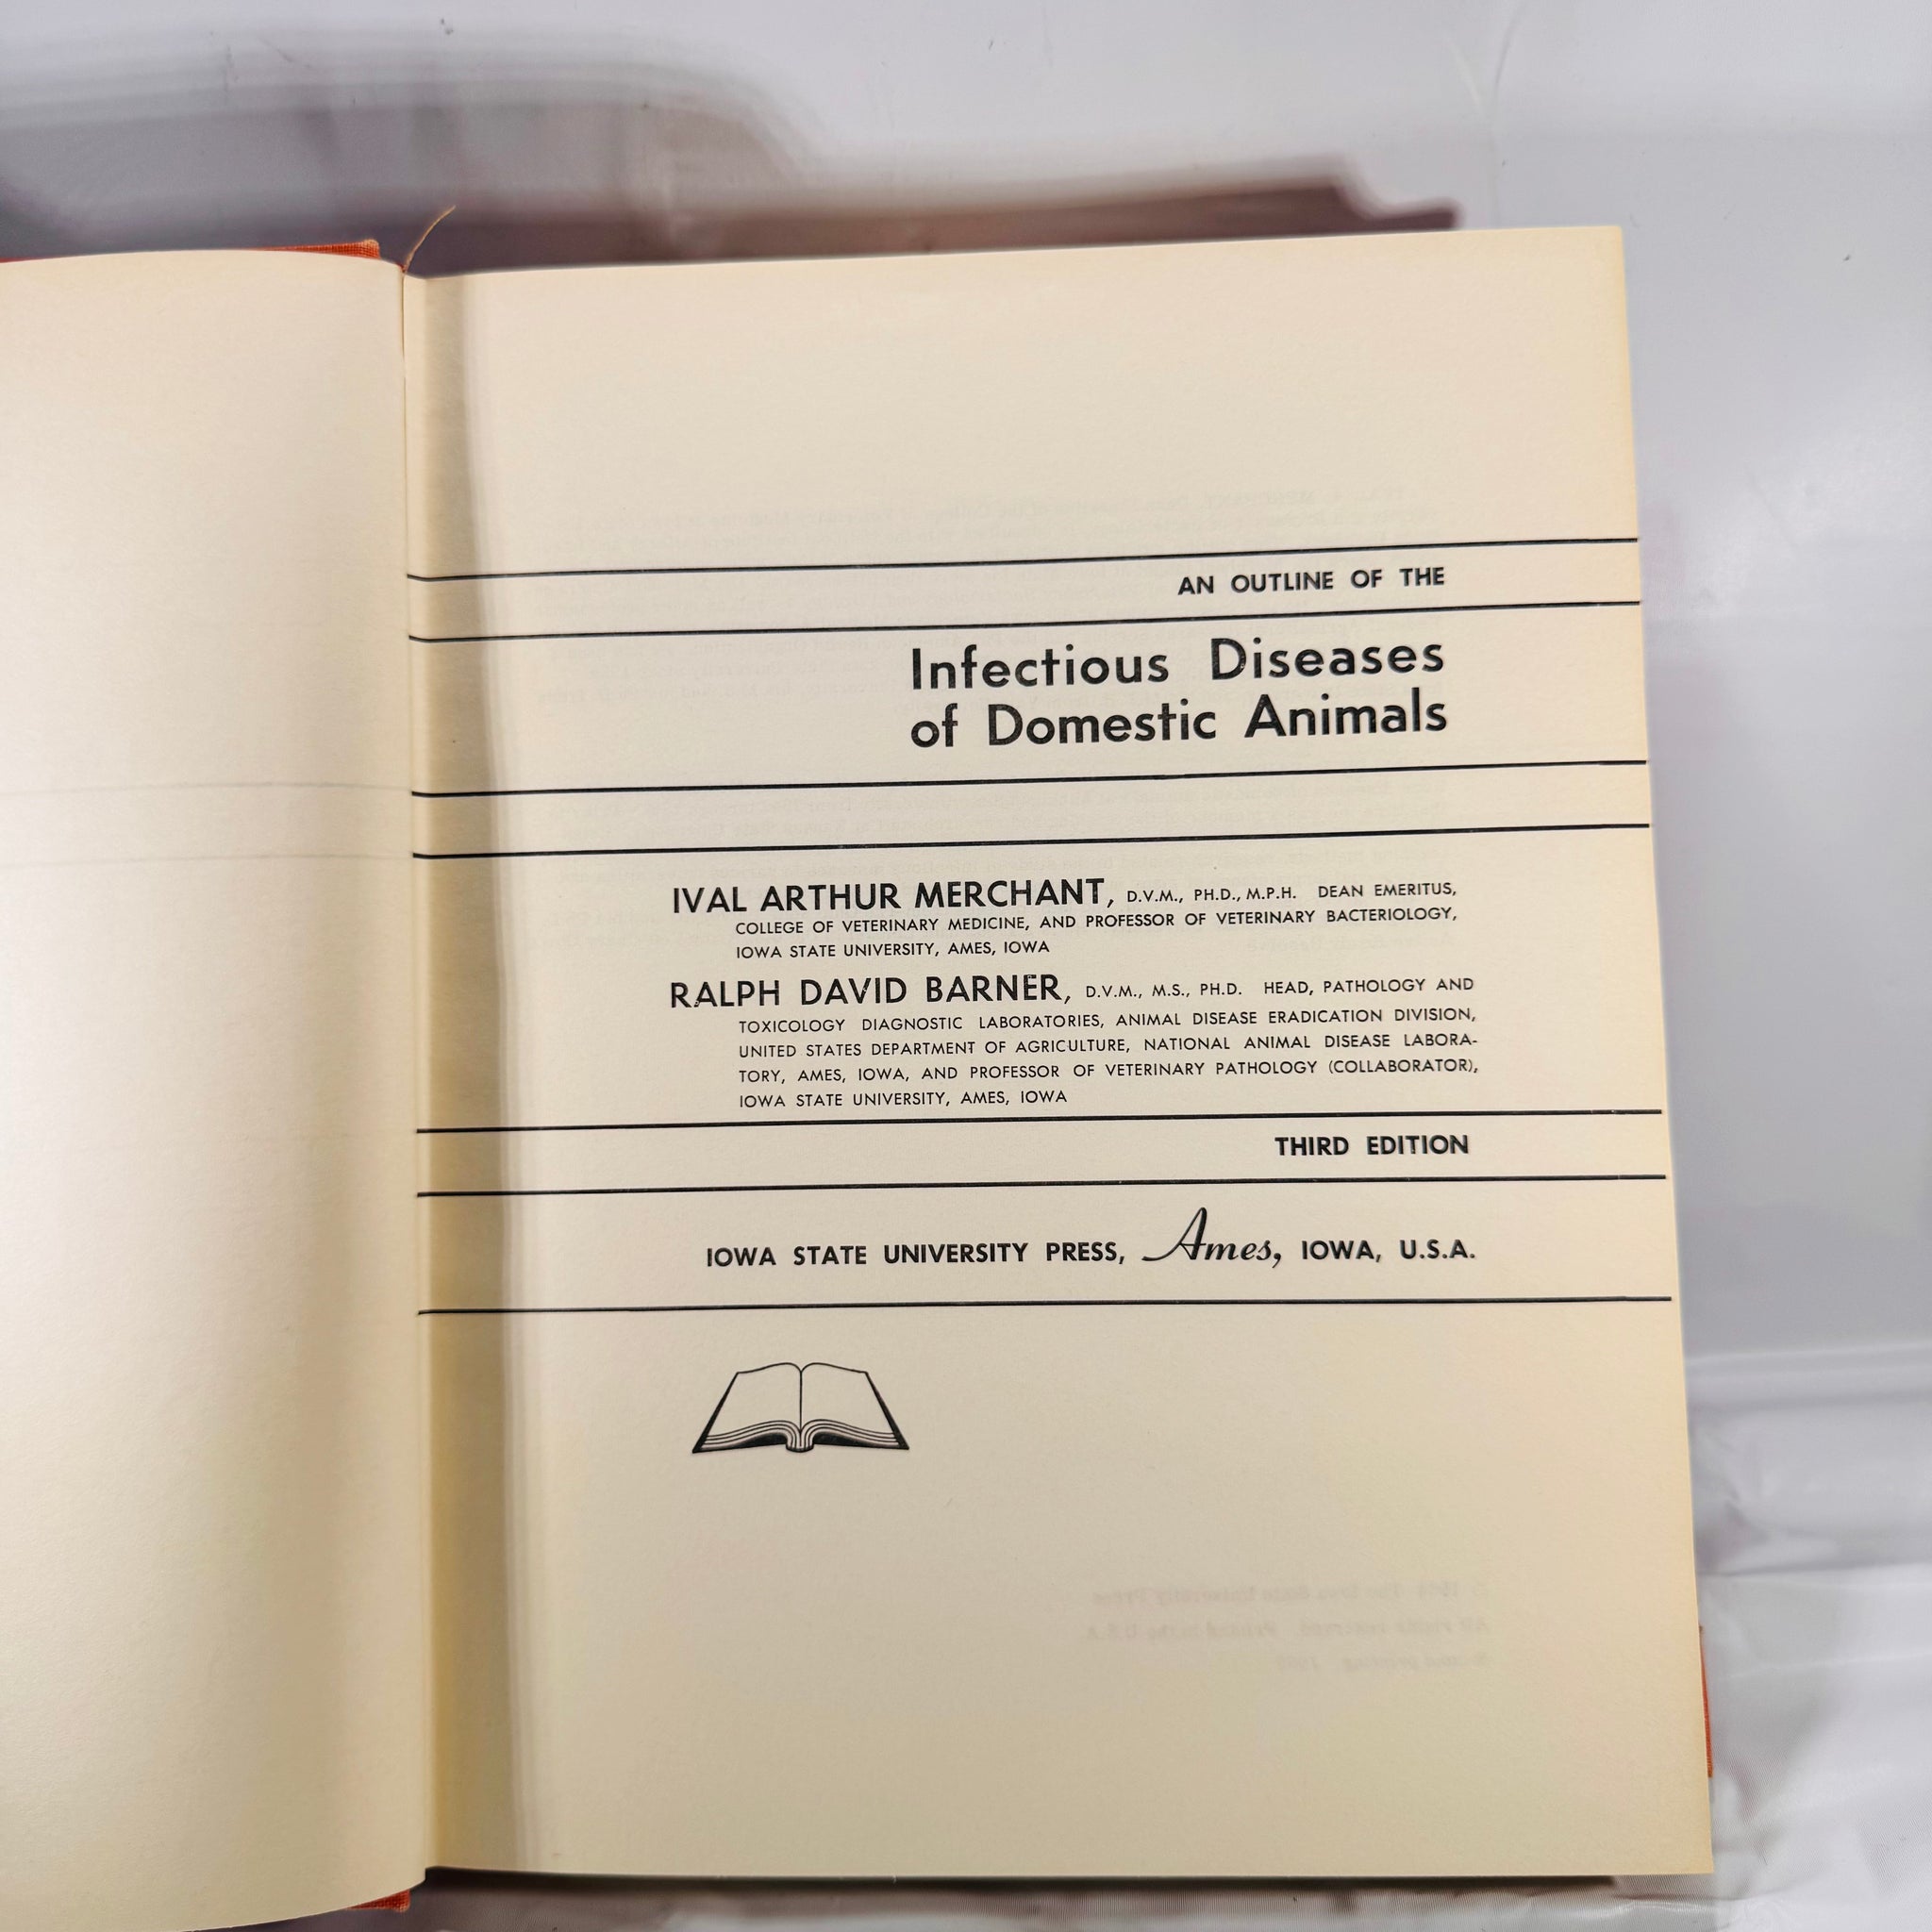 AN OUTLINE OF THE
Infectious Diseases
of Domestic Animals
IVAL ARTHUR MERCHANT, D.V.M., PH.D., M.P.H. DEAN EMERITUS,
COLLEGE OF VETERINARY MEDICINE, AND PROFESSOR OF VETERINARY BACTERIOLOGY,
IOWA STATE UNIVERSITY, AMES, IOWA
RALPH DAVID BARNER, D.V.M., M.S., PH.D. HEAD, PATHOLOGY AND
TOXICOLOGY DIAGNOSTIC LABORATORIES, ANIMAL DISEASE ERADICATION DIVISION,
UNITED STATES DEPARTMENT OF AGRICULTURE, NATIONAL ANIMAL DISEASE LABORA-
TORY, AMES, IOWA, AND PROFESSOR OF VETERINARY PATHOLOGY (COLLABORATOR),
IOWA STATE UNIVERSITY, AMES, IOWA
THIRD EDITION
IOWA STATE UNIVERSITY PRESS, Ames, IOWA, U.S.A.